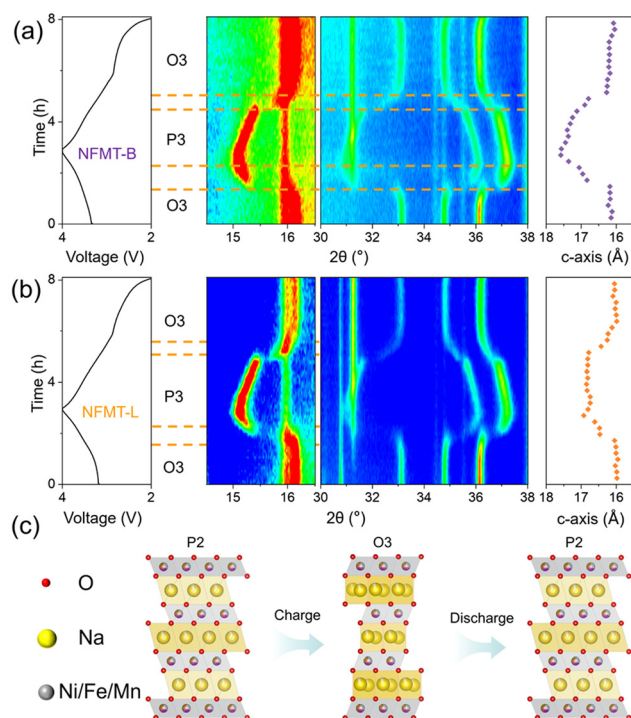 (a)
8
4
0
Time (h)
NFMT-B
4
2
Voltage (V)
O3
P3
O3
15
16
30
32
34
36
38
2θ (°)
18
17
16
c-axis (Å)
(b)
8
4
0
Time (h)
NFMT-L
4
2
Voltage (V)
O3
P3
O3
15
16
30
32
34
36
38
2θ (°)
18
17
16
c-axis (Å)
(c)
P2
O3
P2
O
Na
Ni/Fe/Mn
Charge
Discharge